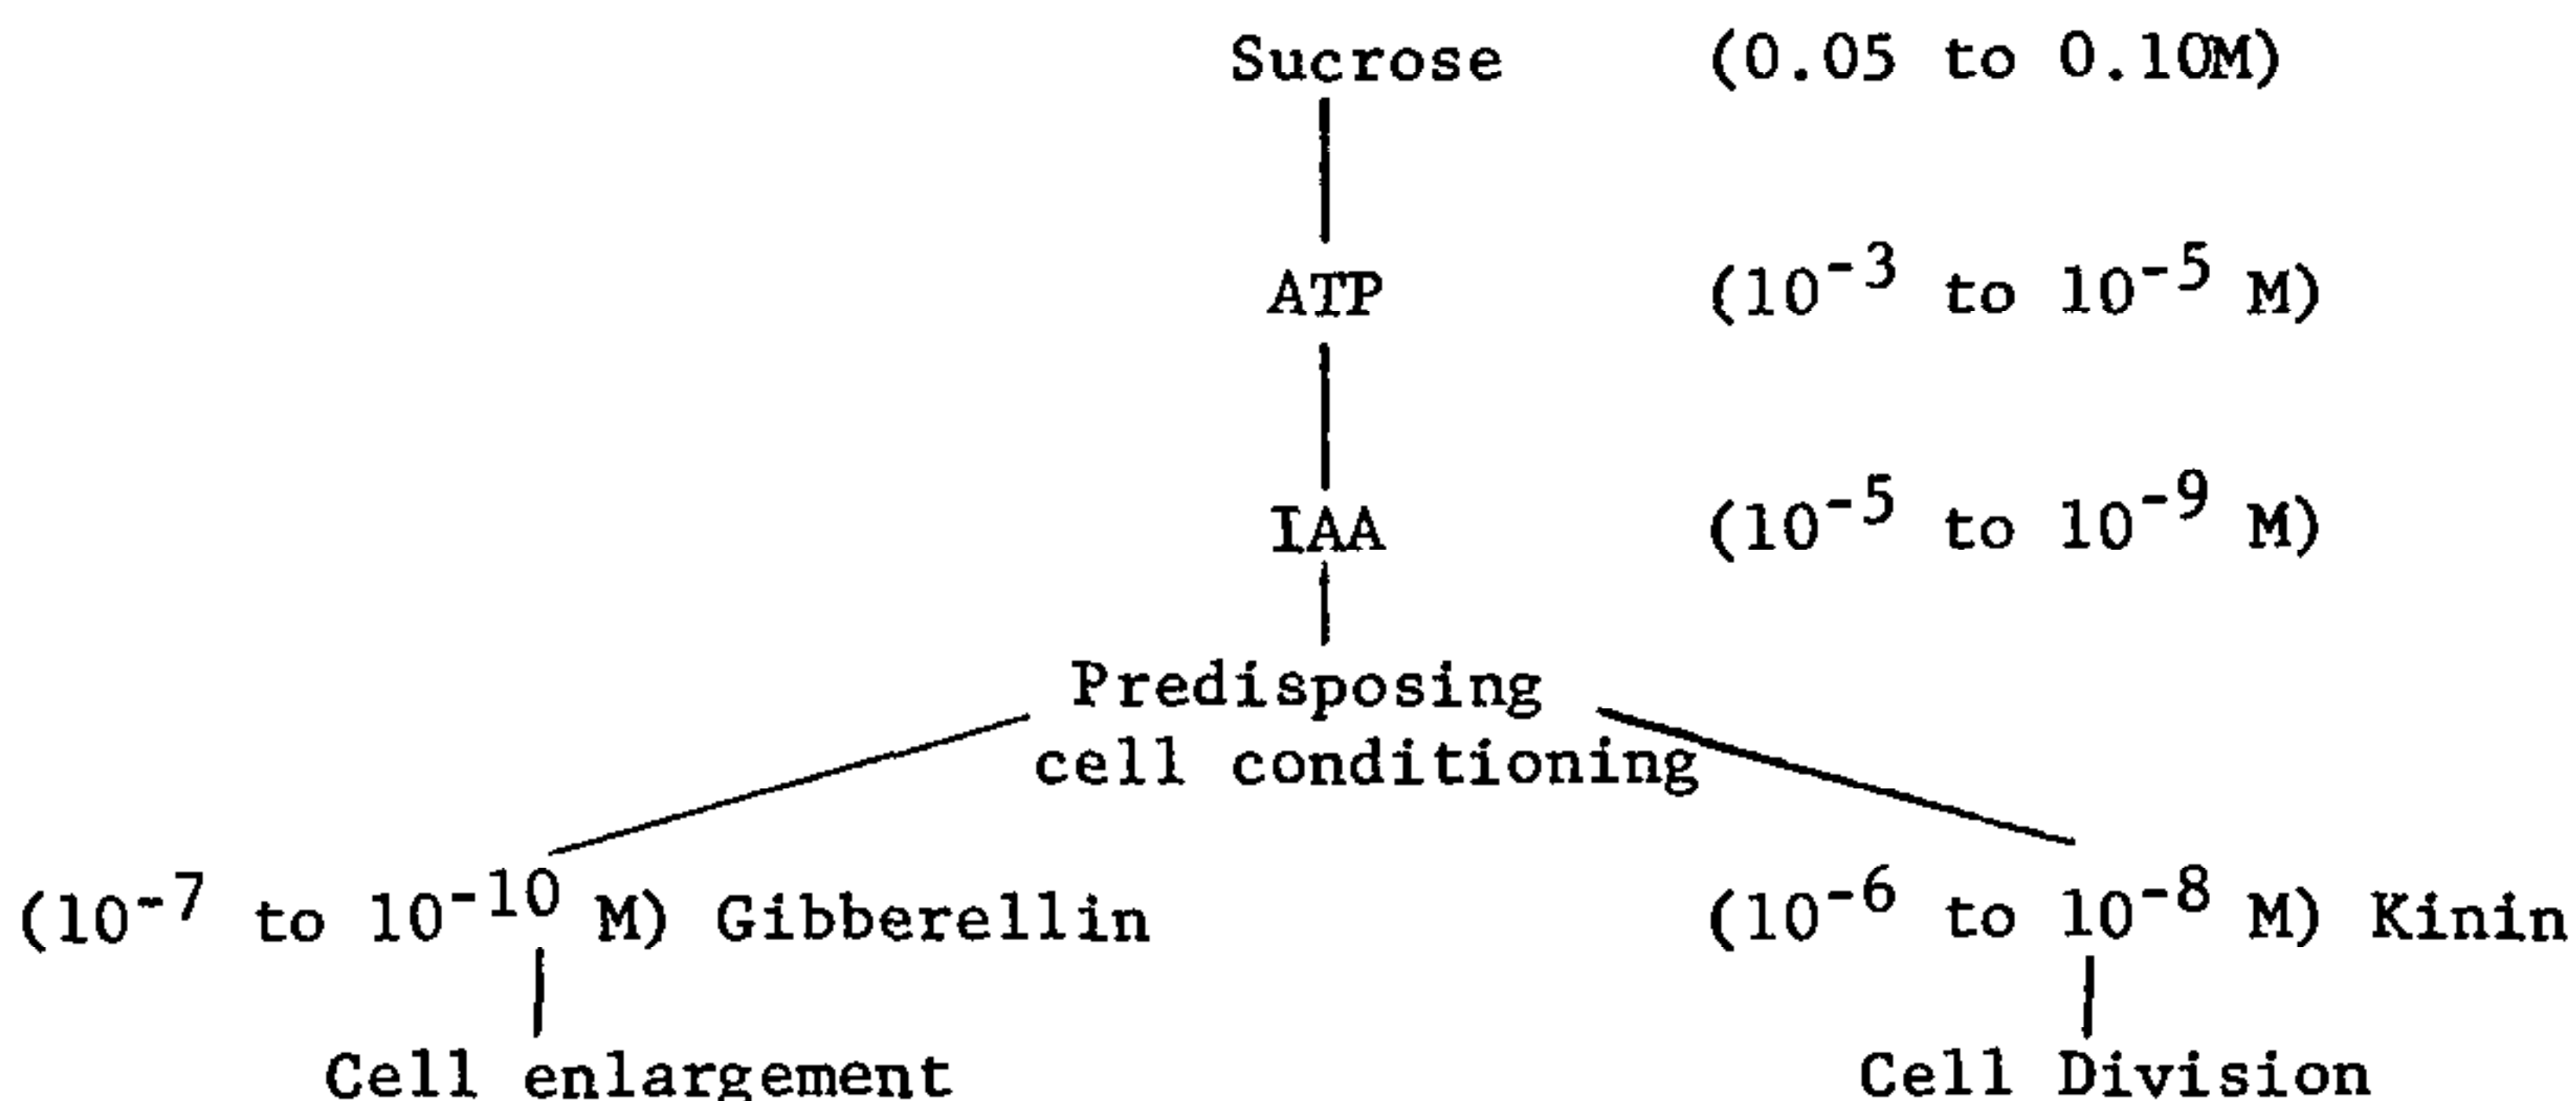 Sucrose (0.05 to 0.10M)
ATP (10⁻³ to 10⁻⁵ M)
IAA (10⁻⁵ to 10⁻⁹ M)
Predisposing
cell conditioning
(10⁻⁷ to 10⁻¹⁰ M) Gibberellin (10⁻⁶ to 10⁻⁸ M) Kinin
Cell enlargement Cell Division